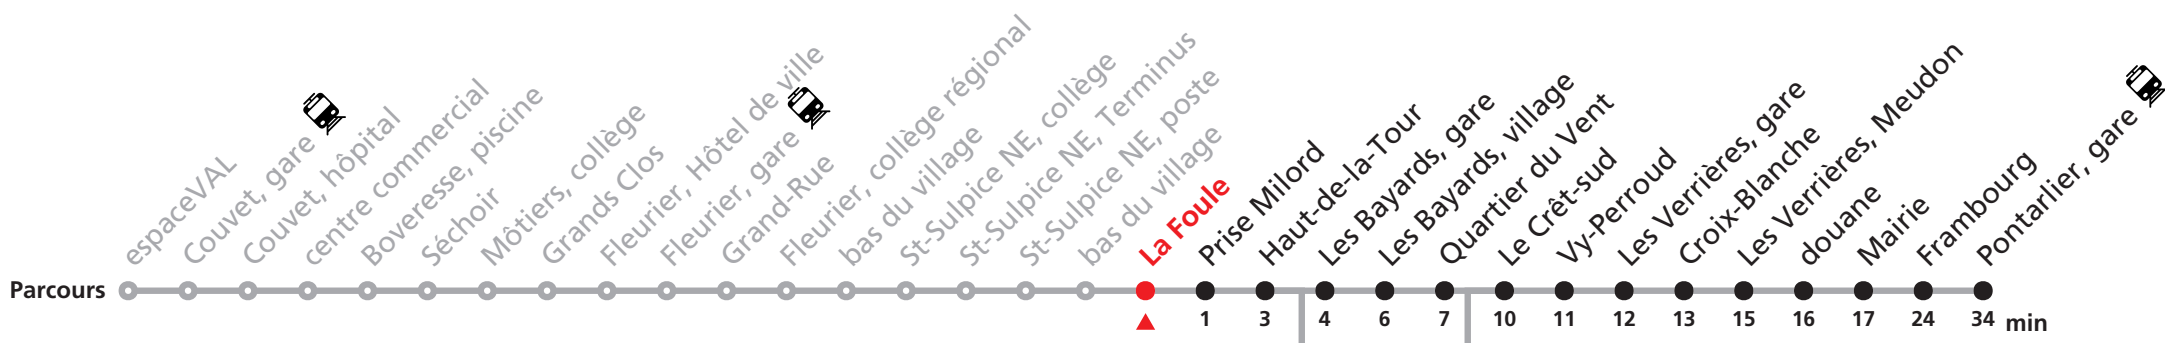 espaceVAL
Couvet, gare
Couvet, hôpital
centre commercial
Boveresse, piscine
Séchoir
Môtiers, collège
Grands Clos
Fleurier, Hôtel de ville
Fleurier, gare
Grand-Rue
Fleurier, collège régional
bas du village
St-Sulpice NE, collège
St-Sulpice NE, Terminus
St-Sulpice NE, poste
bas du village
La Foule
Prise Milord
Haut-de-la-Tour
Les Bayards, gare
Les Bayards, village
Quartier du Vent
Le Crêt-sud
Vy-Perroud
Les Verrières, gare
Croix-Blanche
Les Verrières, Meudon
douane
Mairie
Frambourg
Pontarlier, gare
Parcours
1 3 4 6 7 10 11 12 13 15 16 17 24 34 min